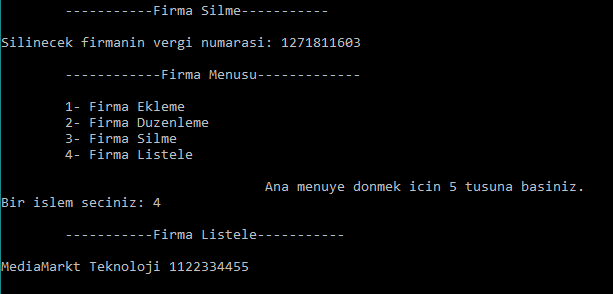 -----------Firma Silme-----------
Silinecek firmanin vergi numarasi: 1271811603
------------Firma Menusu-------------
1- Firma Ekleme
2- Firma Duzenleme
3- Firma Silme
4- Firma Listele
Ana menuye donmek icin 5 tusuna basiniz.
Bir islem seciniz: 4
-----------Firma Listele-----------
MediaMarkt Teknoloji 1122334455